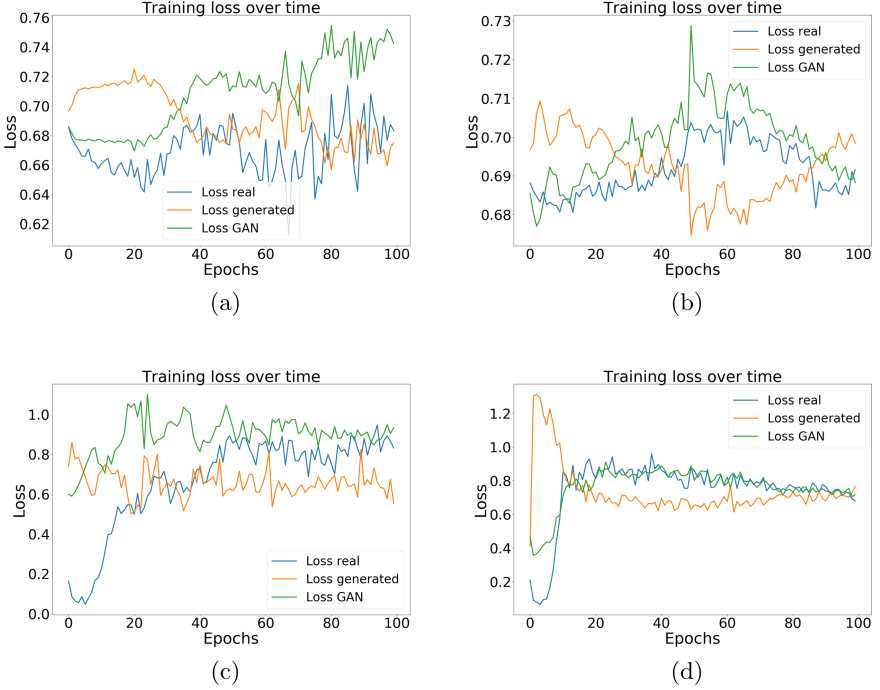 Training loss over time
0.76
0.74
0.72
0.70
0.68
0.66
0.64
0.62
Loss
Loss real
Loss generated
Loss GAN
0 20 40 60 80 100
Epochs
(a)
Training loss over time
0.73
0.72
0.71
0.70
0.69
0.68
Loss
Loss real
Loss generated
Loss GAN
0 20 40 60 80 100
Epochs
(b)
Training loss over time
1.0
0.8
0.6
0.4
0.2
0.0
Loss
Loss real
Loss generated
Loss GAN
0 20 40 60 80 100
Epochs
(c)
Training loss over time
1.2
1.0
0.8
0.6
0.4
0.2
Loss
Loss real
Loss generated
Loss GAN
0 20 40 60 80 100
Epochs
(d)